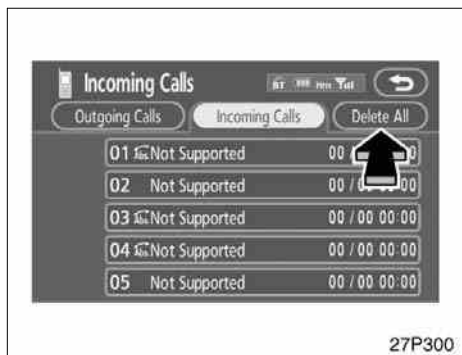 Incoming Calls BT
Outgoing Calls Incoming Calls Delete All
01 Not Supported 00 /
02 Not Supported 00 / 00
03 Not Supported 00 / 00 00:00
04 Not Supported 00 / 00 00:00
05 Not Supported 00 / 00 00:00
27P300